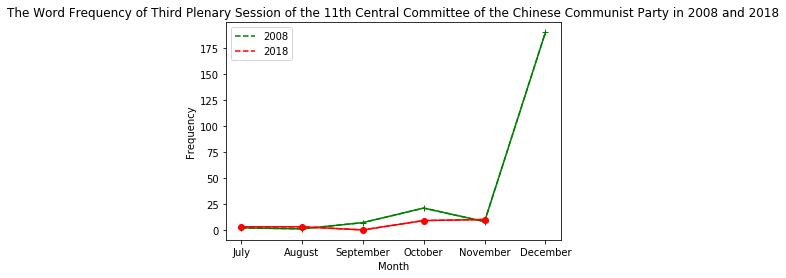 The Word Frequency of Third Plenary Session of the 11th Central Committee of the Chinese Communist Party in 2008 and 2018
2008
2018
175
150
125
100
75
50
25
0
Frequency
July August September October November December
Month